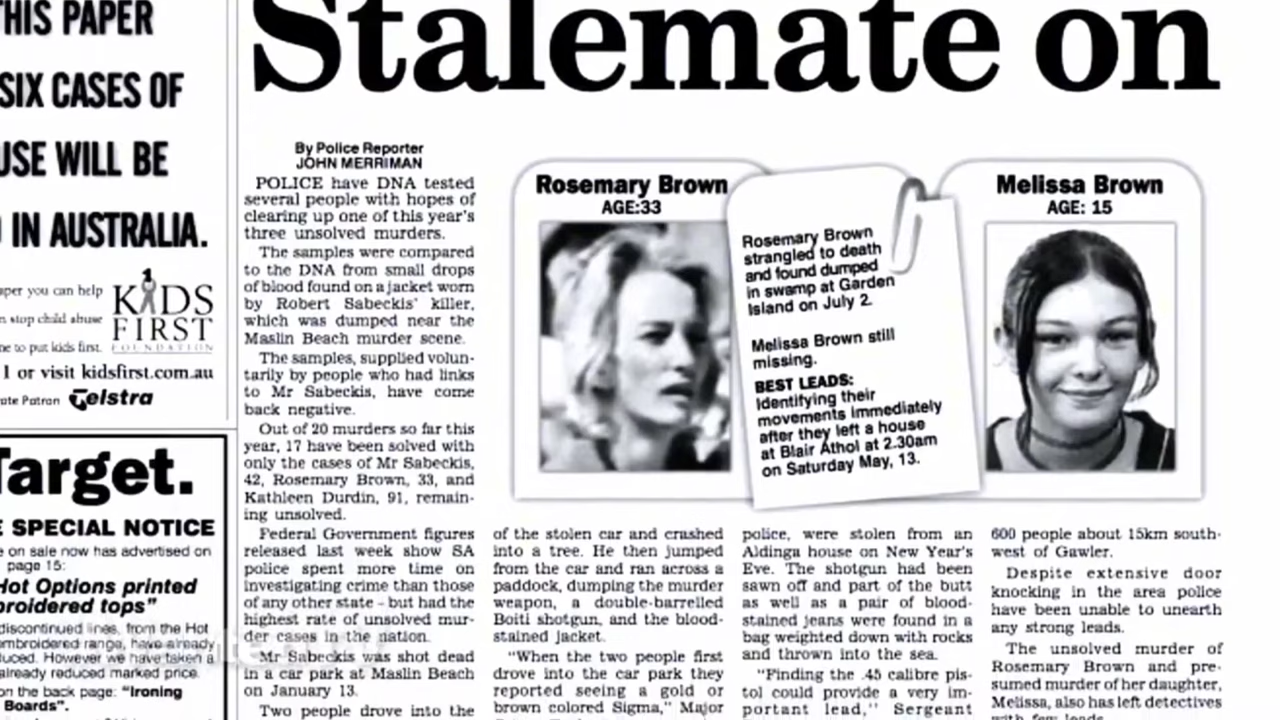 Stalemate on
THIS PAPER
SIX CASES OF
USE WILL BE
IN AUSTRALIA.
aper you can help
stop child abuse
to put kids first.
KIDS
FIRST
FOUNDATION
1 or visit kidsfirst.com.au
ate Patron Telstra
Target.
SPECIAL NOTICE
on sale now has advertised on
page 15:
Hot Options printed
broidered tops"
discontinued lines, from the Hot
embroidered range, have already
duced. However we have taken a
already reduced marked price.
on the back page: "Ironing
Boards".
By Police Reporter
JOHN MERRIMAN
POLICE have DNA tested
several people with hopes of
clearing up one of this year's
three unsolved murders.
The samples were compared
to the DNA from small drops
of blood found on a jacket worn
by Robert Sabeckis' killer,
which was dumped near the
Maslin Beach murder scene.
The samples, supplied volun-
tarily by people who had links
to Mr Sabeckis, have come
back negative.
Out of 20 murders so far this
year, 17 have been solved with
only the cases of Mr Sabeckis,
42, Rosemary Brown, 33, and
Kathleen Durdin, 91, remain-
ing unsolved.
Federal Government figures
released last week show SA
police spent more time on
investigating crime than those
of any other state - but had the
highest rate of unsolved mur-
der cases in the nation.
Mr Sabeckis was shot dead
in a car park at Maslin Beach
on January 13.
Two people drove into the
Rosemary Brown
AGE:33
Rosemary Brown
strangled to death
and found dumped
in swamp at Garden
Island on July 2.
Melissa Brown still
missing.
BEST LEADS:
Identifying their
movements immediately
after they left a house
at Blair Athol at 2.30am
on Saturday May, 13.
Melissa Brown
AGE: 15
of the stolen car and crashed
into a tree. He then jumped
from the car and ran across a
paddock, dumping the murder
weapon, a double-barrelled
Boiti shotgun, and the blood-
stained jacket.
"When the two people first
drove into the car park they
reported seeing a gold or
brown colored Sigma," Major
police, were stolen from an
Aldinga house on New Year's
Eve. The shotgun had been
sawn off and part of the butt
as well as a pair of blood-
stained jeans were found in a
bag weighted down with rocks
and thrown into the sea.
"Finding the .45 calibre pis-
tol could provide a very im-
portant lead," Sergeant
600 people about 15km south-
west of Gawler.
Despite extensive door
knocking in the area police
have been unable to unearth
any strong leads.
The unsolved murder of
Rosemary Brown and pre-
sumed murder of her daughter,
Melissa, also has left detectives
with few leads